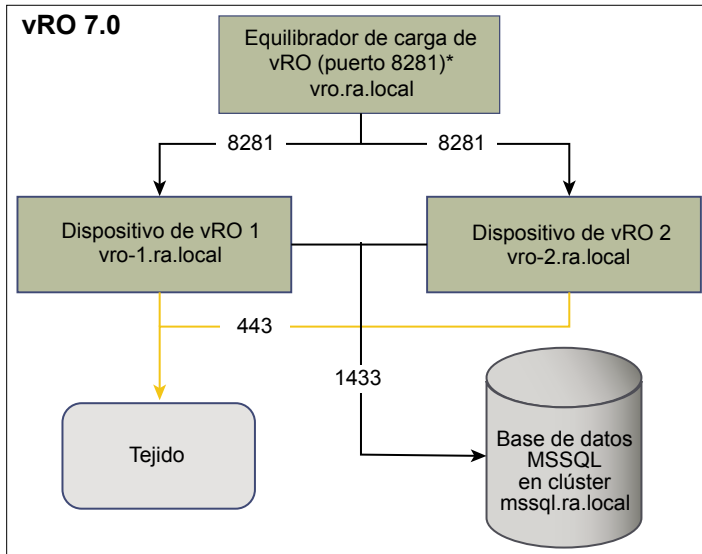 vRO 7.0
Equilibrador de carga de
vRO (puerto 8281)*
vro.ra.local
8281
8281
Dispositivo de vRO 1
vro-1.ra.local
Dispositivo de vRO 2
vro-2.ra.local
443
1433
Tejido
Base de datos
MSSQL
en clúster
mssql.ra.local